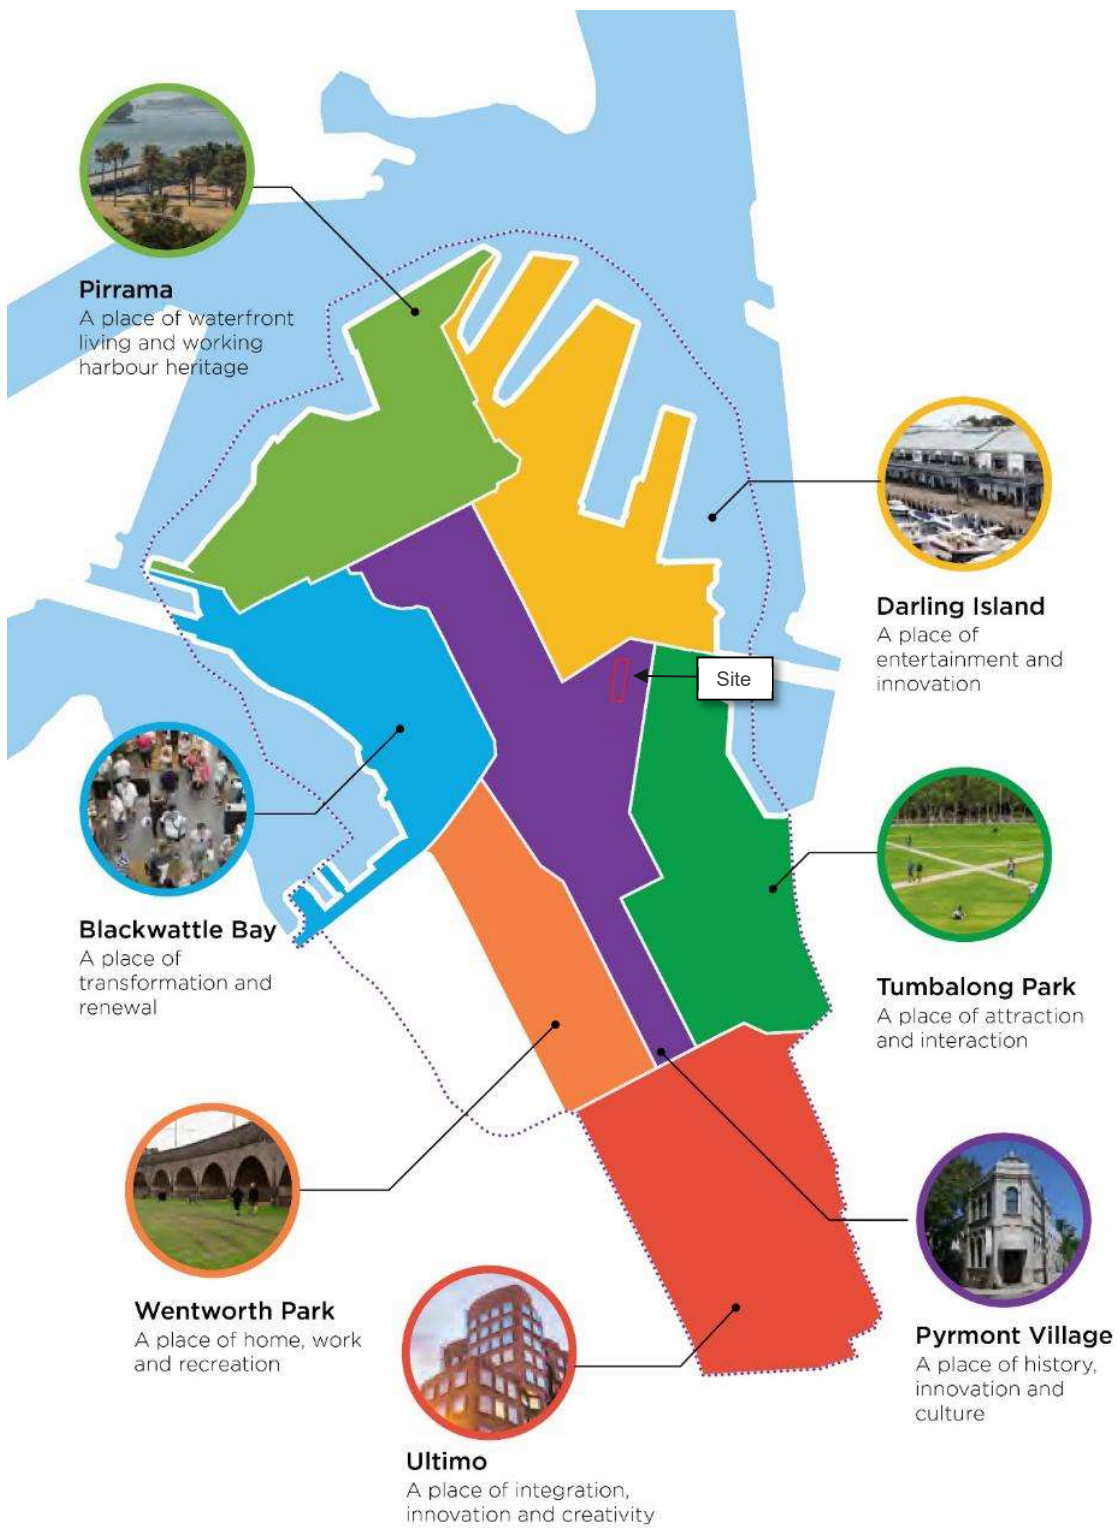 Pirrama
A place of waterfront
living and working
harbour heritage
Darling Island
A place of
entertainment and
innovation
Site
Blackwattle Bay
A place of
transformation and
renewal
Tumbalong Park
A place of attraction
and interaction
Wentworth Park
A place of home, work
and recreation
Pyrmont Village
A place of history,
innovation and
culture
Ultimo
A place of integration,
innovation and creativity